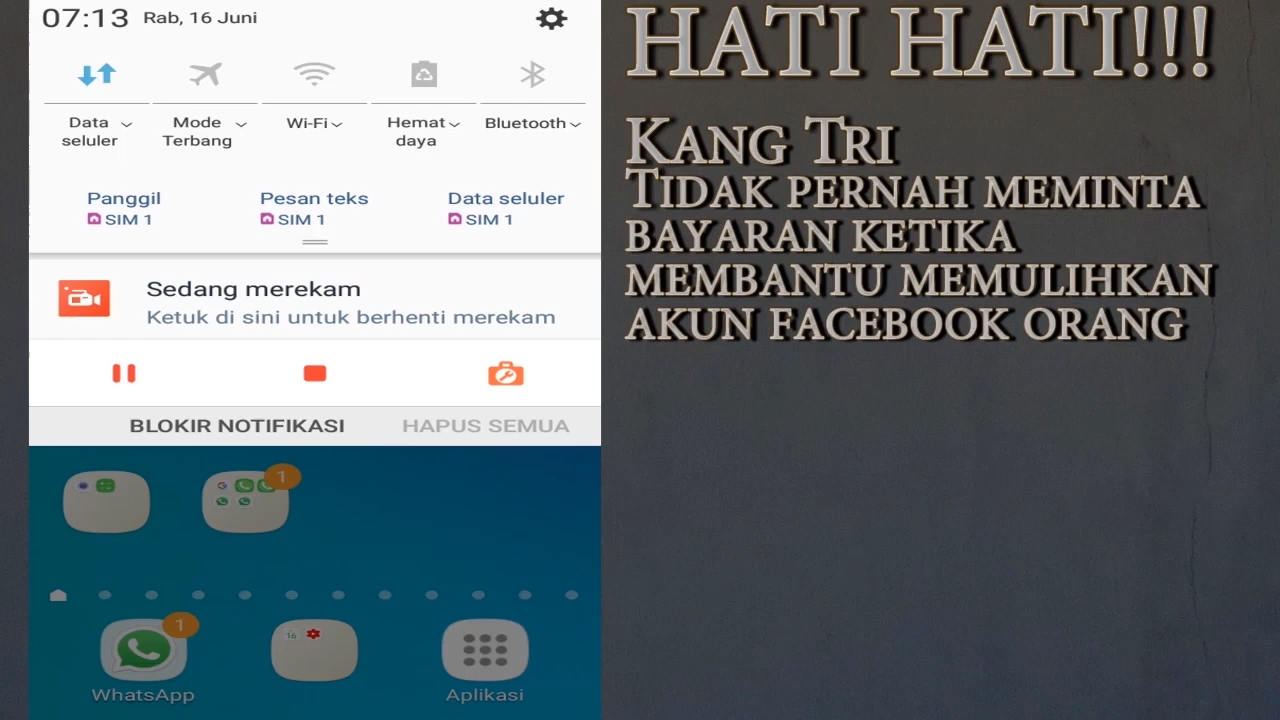 07:13 Rab, 16 Juni
Data seluler
Mode Terbang
Wi-Fi
Hemat daya
Bluetooth
Panggil
SIM 1
Pesan teks
SIM 1
Data seluler
SIM 1
Sedang merekam
Ketuk di sini untuk berhenti merekam
BLOKIR NOTIFIKASI
HAPUS SEMUA
1
1
16
WhatsApp
Aplikasi
HATI HATI!!!
KANG TRI
TIDAK PERNAH MEMINTA
BAYARAN KETIKA
MEMBANTU MEMULIHKAN
AKUN FACEBOOK ORANG